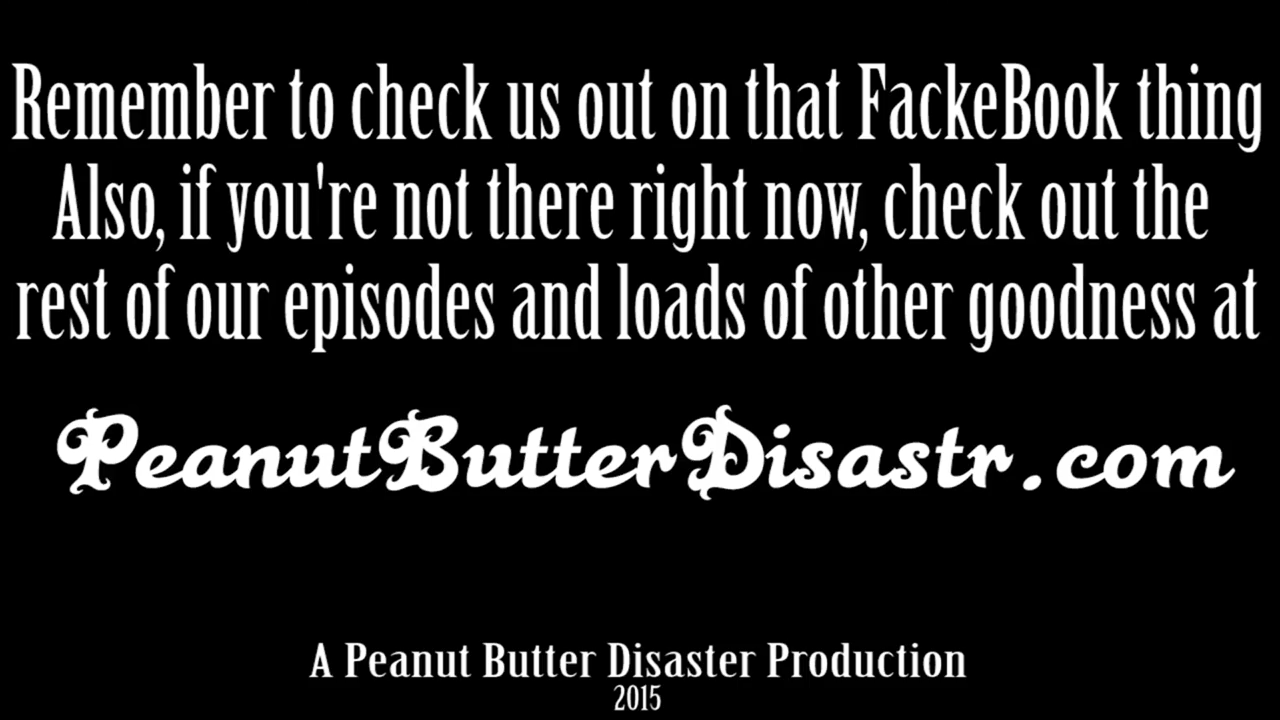 Remember to check us out on that FackeBook thing
Also, if you're not there right now, check out the
rest of our episodes and loads of other goodness at
PeanutButterDisastr.com
A Peanut Butter Disaster Production
2015